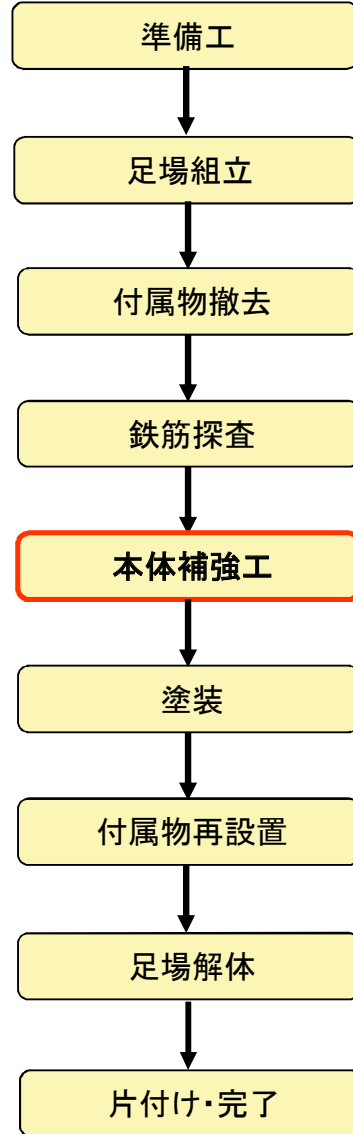 準備工
足場組立
付属物撤去
鉄筋探査
本体補強工
塗装
付属物再設置
足場解体
片付け・完了